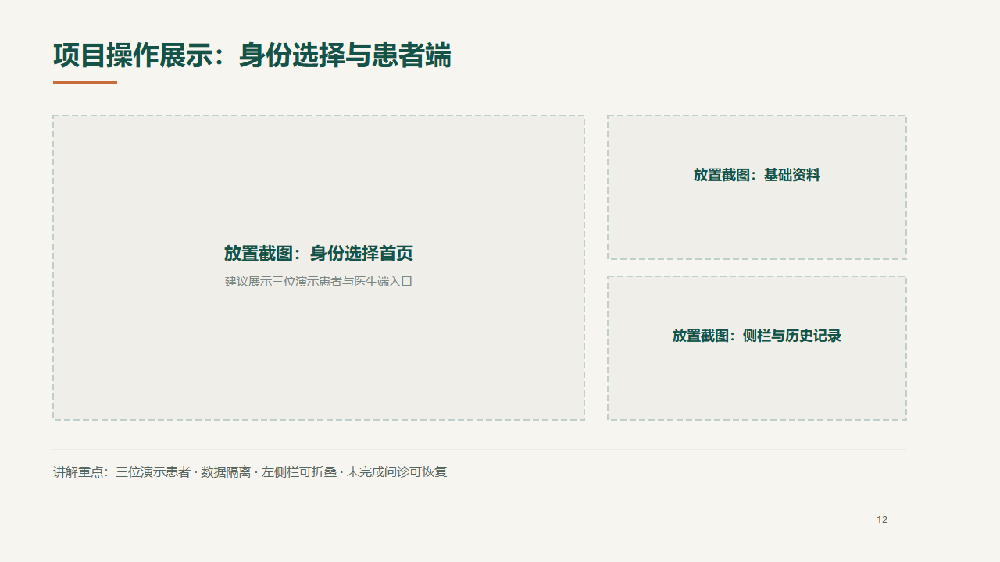 项目操作展示：身份选择与患者端
放置截图：身份选择首页
建议展示三位演示患者与医生端入口
放置截图：基础资料
放置截图：侧栏与历史记录
讲解重点：三位演示患者 · 数据隔离 · 左侧栏可折叠 · 未完成问诊可恢复
12